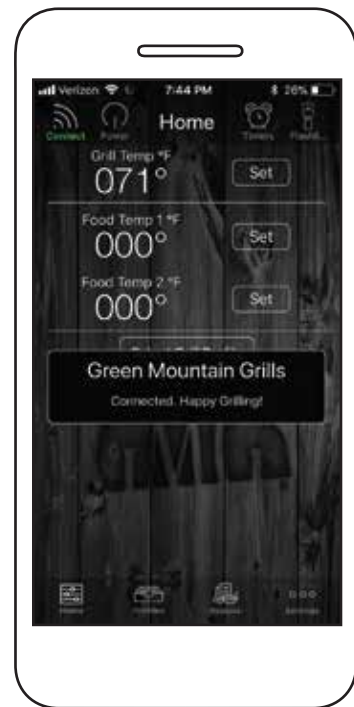 Verizon 7:44 PM 26%
Connect Power Home Timers
Grill Temp °F
071° Set
Food Temp 1 °F
000° Set
Food Temp 2 °F
000° Set
Green Mountain Grills
Connected. Happy Grilling!
GMG